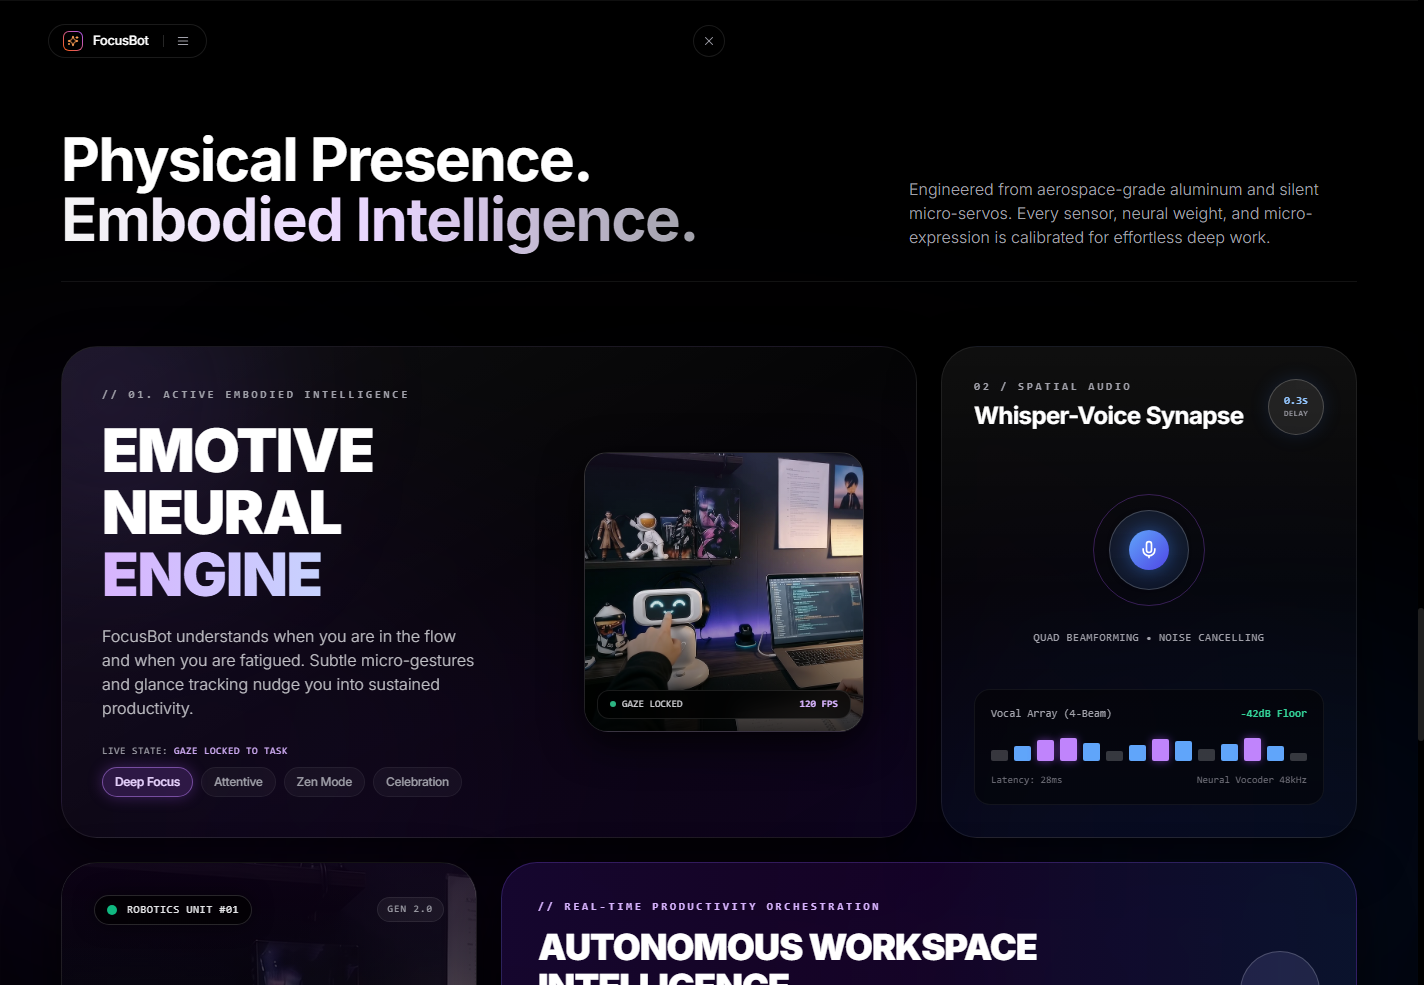 FocusBot
Physical Presence.
Embodied Intelligence.
Engineered from aerospace-grade aluminum and silent
micro-servos. Every sensor, neural weight, and micro-
expression is calibrated for effortless deep work.
// 01. ACTIVE EMBODIED INTELLIGENCE
EMOTIVE
NEURAL
ENGINE
FocusBot understands when you are in the flow
and when you are fatigued. Subtle micro-gestures
and glance tracking nudge you into sustained
productivity.
LIVE STATE: GAZE LOCKED TO TASK
Deep Focus
Attentive
Zen Mode
Celebration
GAZE LOCKED
120 FPS
02 / SPATIAL AUDIO
Whisper-Voice Synapse
0.3s
DELAY
QUAD BEAMFORMING • NOISE CANCELLING
Vocal Array (4-Beam)
-42dB Floor
Latency: 28ms
Neural Vocoder 48kHz
ROBOTICS UNIT #01
GEN 2.0
// REAL-TIME PRODUCTIVITY ORCHESTRATION
AUTONOMOUS WORKSPACE
INTELLIGENCE